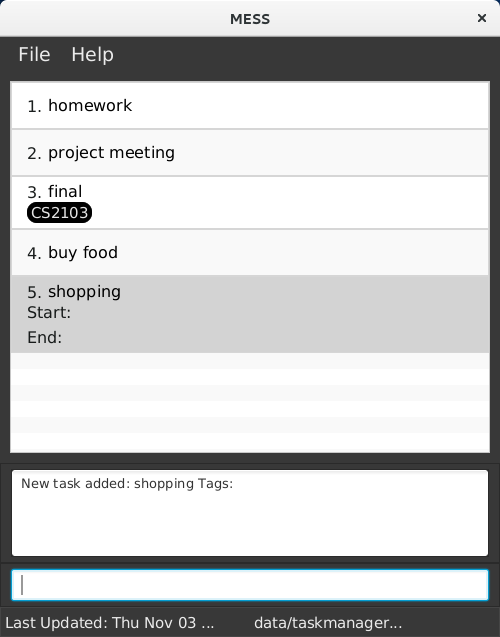 MESS
×
File Help
1. homework
2. project meeting
3. final
CS2103
4. buy food
5. shopping
Start:
End:
New task added: shopping Tags:
Last Updated: Thu Nov 03 ... data/taskmanager...